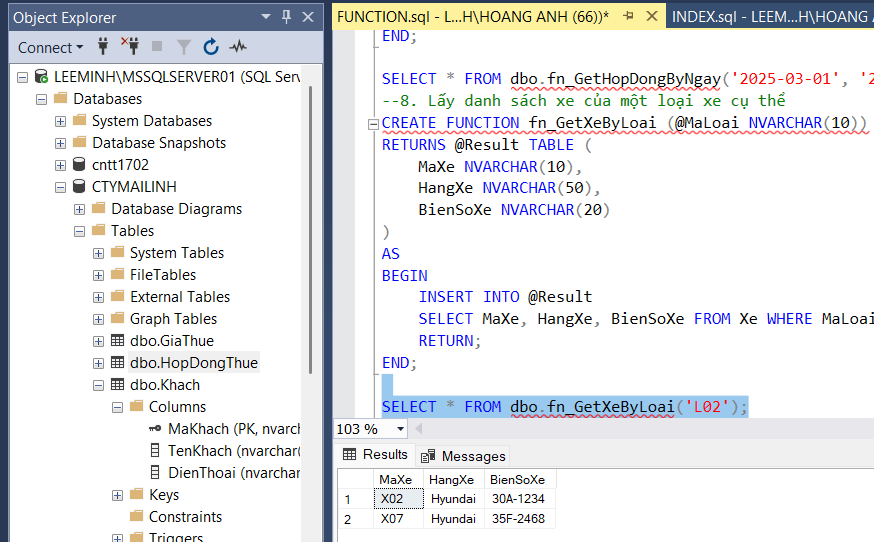 Object Explorer
Connect
LEEMINH\MSSQLSERVER01 (SQL Serv
Databases
System Databases
Database Snapshots
cntt1702
CTYMAILINH
Database Diagrams
Tables
System Tables
FileTables
External Tables
Graph Tables
dbo.GiaThue
dbo.HopDongThue
dbo.Khach
Columns
MaKhach (PK, nvarch
TenKhach (nvarchar(
DienThoai (nvarchar
Keys
Constraints
Triggers
FUNCTION.sql - L...H\HOANG ANH (66))*
INDEX.sql - LEEM...H\HOANG A
END;
SELECT * FROM dbo.fn_GetHopDongByNgay('2025-03-01', '2
--8. Lấy danh sách xe của một loại xe cụ thể
CREATE FUNCTION fn_GetXeByLoai (@MaLoai NVARCHAR(10))
RETURNS @Result TABLE (
MaXe NVARCHAR(10),
HangXe NVARCHAR(50),
BienSoXe NVARCHAR(20)
)
AS
BEGIN
INSERT INTO @Result
SELECT MaXe, HangXe, BienSoXe FROM Xe WHERE MaLoai
RETURN;
END;
SELECT * FROM dbo.fn_GetXeByLoai('L02');
103 %
Results
Messages
MaXe HangXe BienSoXe
1 X02 Hyundai 30A-1234
2 X07 Hyundai 35F-2468